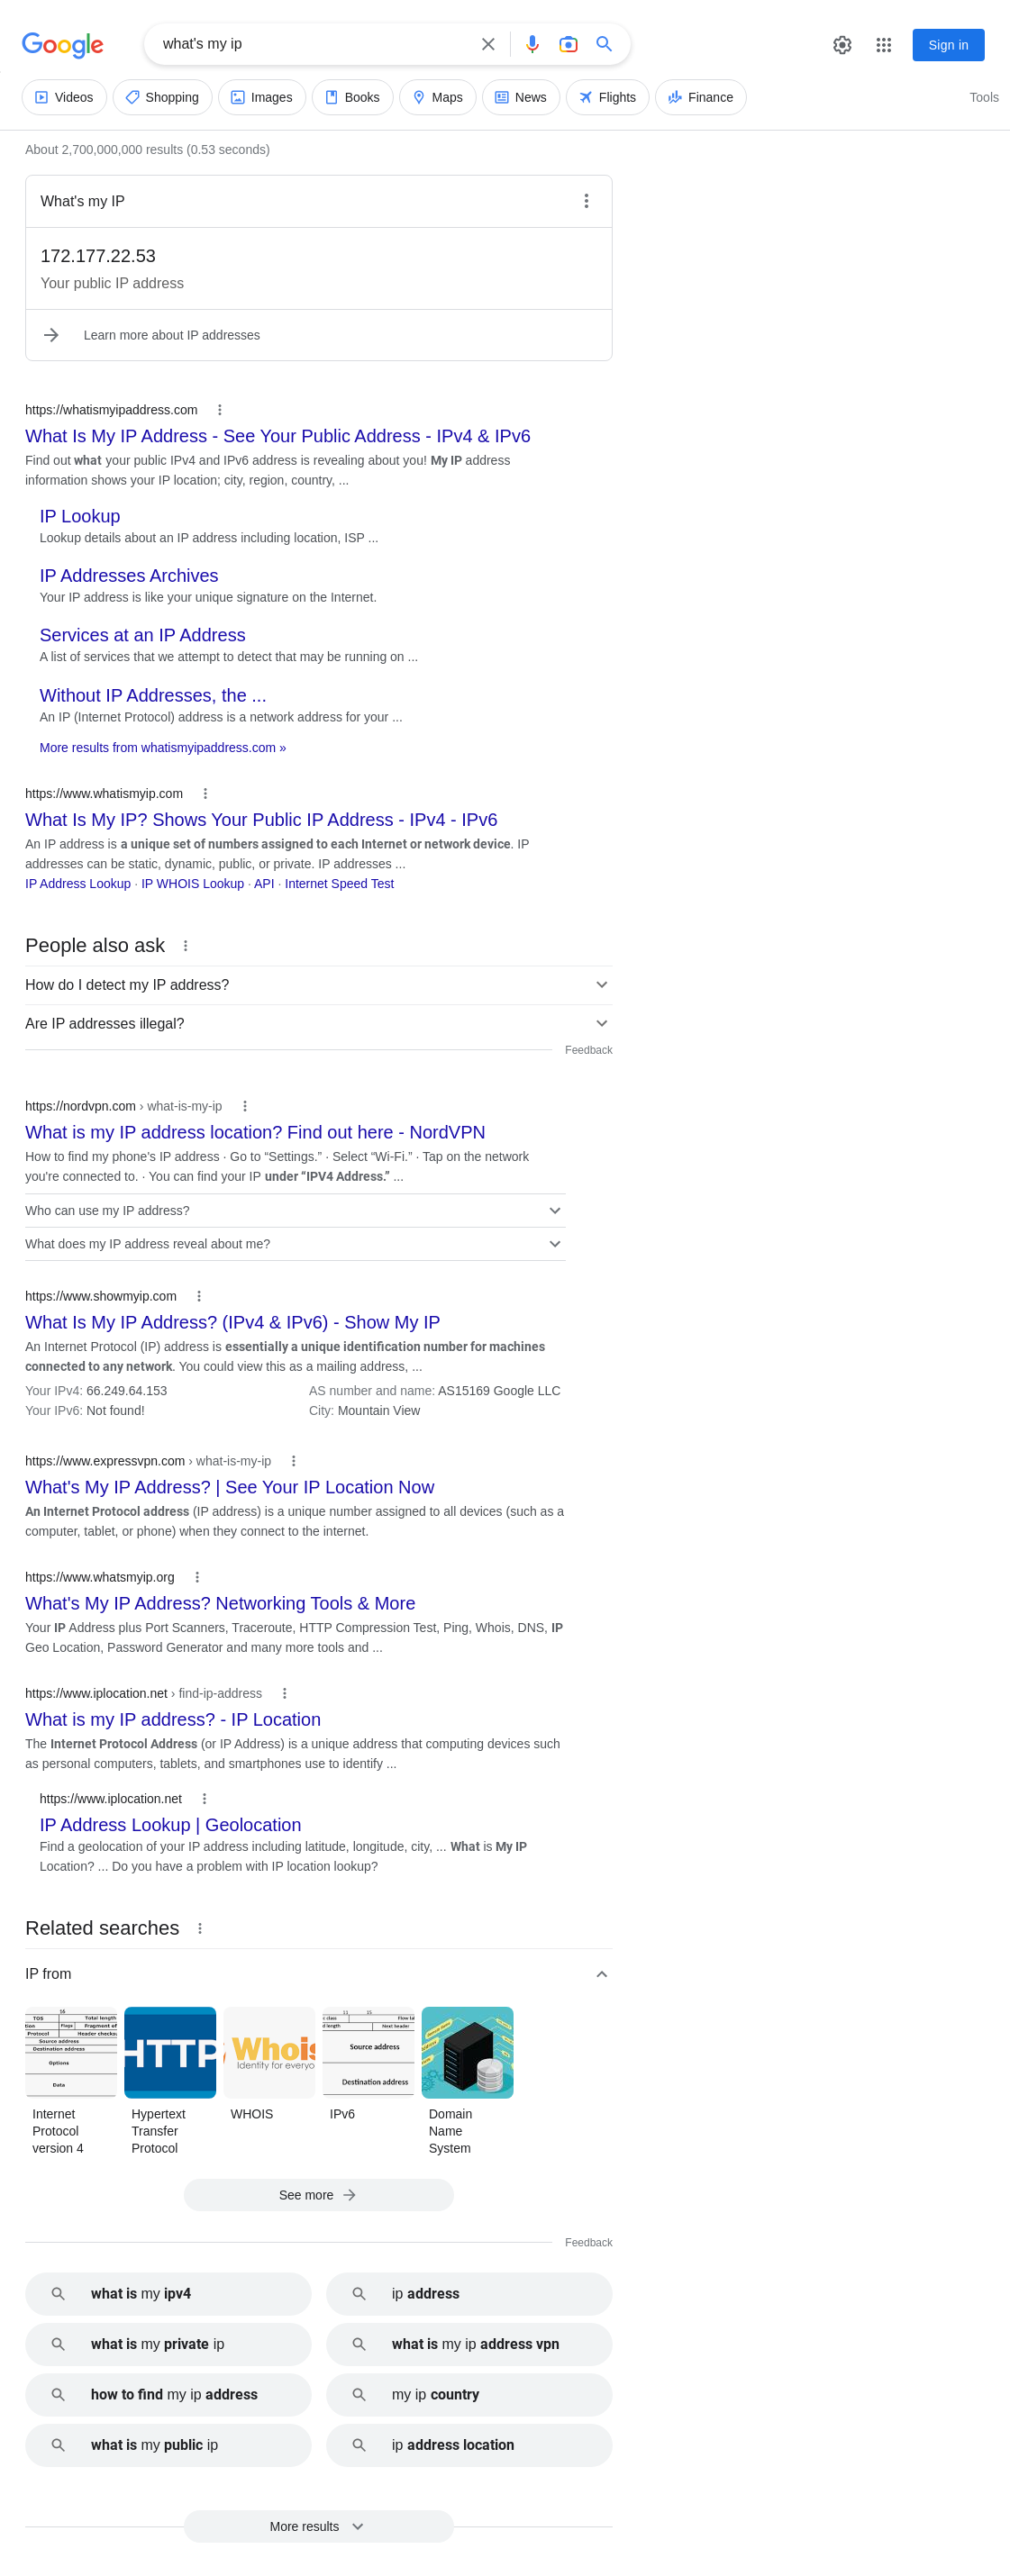 Google
what's my ip
Sign in
Videos
Shopping
Images
Books
Maps
News
Flights
Finance
Tools
About 2,700,000,000 results (0.53 seconds)
What's my IP
172.177.22.53
Your public IP address
Learn more about IP addresses
https://whatismyipaddress.com
What Is My IP Address - See Your Public Address - IPv4 & IPv6
Find out what your public IPv4 and IPv6 address is revealing about you! My IP address
information shows your IP location; city, region, country, ...
IP Lookup
Lookup details about an IP address including location, ISP ...
IP Addresses Archives
Your IP address is like your unique signature on the Internet.
Services at an IP Address
A list of services that we attempt to detect that may be running on ...
Without IP Addresses, the ...
An IP (Internet Protocol) address is a network address for your ...
More results from whatismyipaddress.com »
https://www.whatismyip.com
What Is My IP? Shows Your Public IP Address - IPv4 - IPv6
An IP address is a unique set of numbers assigned to each Internet or network device. IP
addresses can be static, dynamic, public, or private. IP addresses ...
IP Address Lookup · IP WHOIS Lookup · API · Internet Speed Test
People also ask
How do I detect my IP address?
Are IP addresses illegal?
Feedback
https://nordvpn.com › what-is-my-ip
What is my IP address location? Find out here - NordVPN
How to find my phone's IP address · Go to “Settings.” · Select “Wi-Fi.” · Tap on the network
you're connected to. · You can find your IP under “IPV4 Address.” ...
Who can use my IP address?
What does my IP address reveal about me?
https://www.showmyip.com
What Is My IP Address? (IPv4 & IPv6) - Show My IP
An Internet Protocol (IP) address is essentially a unique identification number for machines
connected to any network. You could view this as a mailing address, ...
Your IPv4: 66.249.64.153
AS number and name: AS15169 Google LLC
Your IPv6: Not found!
City: Mountain View
https://www.expressvpn.com › what-is-my-ip
What's My IP Address? | See Your IP Location Now
An Internet Protocol address (IP address) is a unique number assigned to all devices (such as a
computer, tablet, or phone) when they connect to the internet.
https://www.whatsmyip.org
What's My IP Address? Networking Tools & More
Your IP Address plus Port Scanners, Traceroute, HTTP Compression Test, Ping, Whois, DNS, IP
Geo Location, Password Generator and many more tools and ...
https://www.iplocation.net › find-ip-address
What is my IP address? - IP Location
The Internet Protocol Address (or IP Address) is a unique address that computing devices such
as personal computers, tablets, and smartphones use to identify ...
https://www.iplocation.net
IP Address Lookup | Geolocation
Find a geolocation of your IP address including latitude, longitude, city, ... What is My IP
Location? ... Do you have a problem with IP location lookup?
Related searches
IP from
16
TOS
Total length
Flags
Fragment of
Protocol
Header checks
Source address
Destination address
Options
Data
HTTP
Whois
Identity for everyo
11 15
class
Flow la
length
Next header
Source address
Destination address
Internet
Protocol
version 4
Hypertext
Transfer
Protocol
WHOIS
IPv6
Domain
Name
System
See more
Feedback
what is my ipv4
ip address
what is my private ip
what is my ip address vpn
how to find my ip address
my ip country
what is my public ip
ip address location
More results